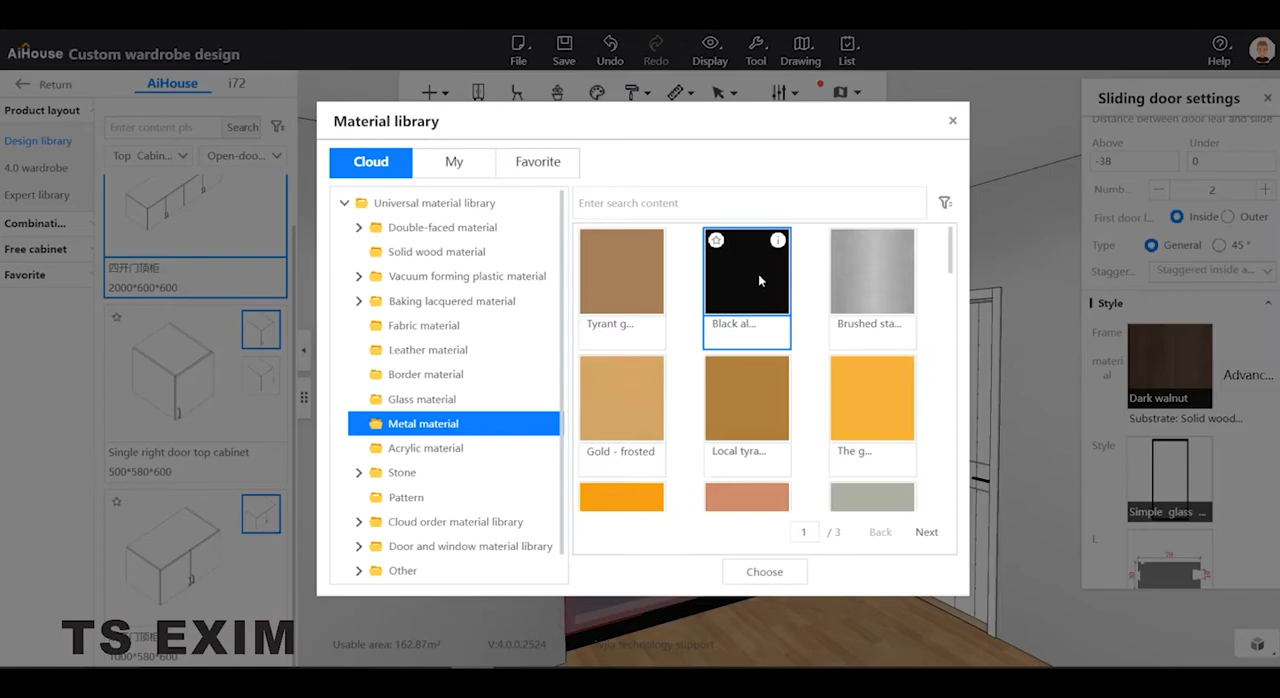 AiHouse Custom wardrobe design
File
Save
Undo
Redo
Display
Tool
Drawing
List
Help
Return
AiHouse
i72
Product layout
Design library
4.0 wardrobe
Expert library
Combinati...
Free cabinet
Favorite
Enter content pls
Search
Top Cabin...
Open-doo...
四开门顶柜
2000*600*600
Single right door top cabinet
500*580*600
1000*580*600
Material library
Cloud
My
Favorite
Universal material library
Double-faced material
Solid wood material
Vacuum forming plastic material
Baking lacquered material
Fabric material
Leather material
Border material
Glass material
Metal material
Acrylic material
Stone
Pattern
Cloud order material library
Door and window material library
Other
Enter search content
Tyrant g...
Black al...
Brushed sta...
Gold - frosted
Local tyra...
The g...
1 / 3 Back Next
Choose
Sliding door settings
Distance between door leaf and slide
Above
Under
-38
0
Numb...
2
First door l...
Inside
Outer
Type
General
45°
Stagger...
Staggered inside a...
Style
Frame
materi
al
Dark walnut
Advanc...
Substrate: Solid wood...
Style
Simple glass ...
L
TS EXIM
Usable area: 162.87m²
V:4.0.0.2524
technology support